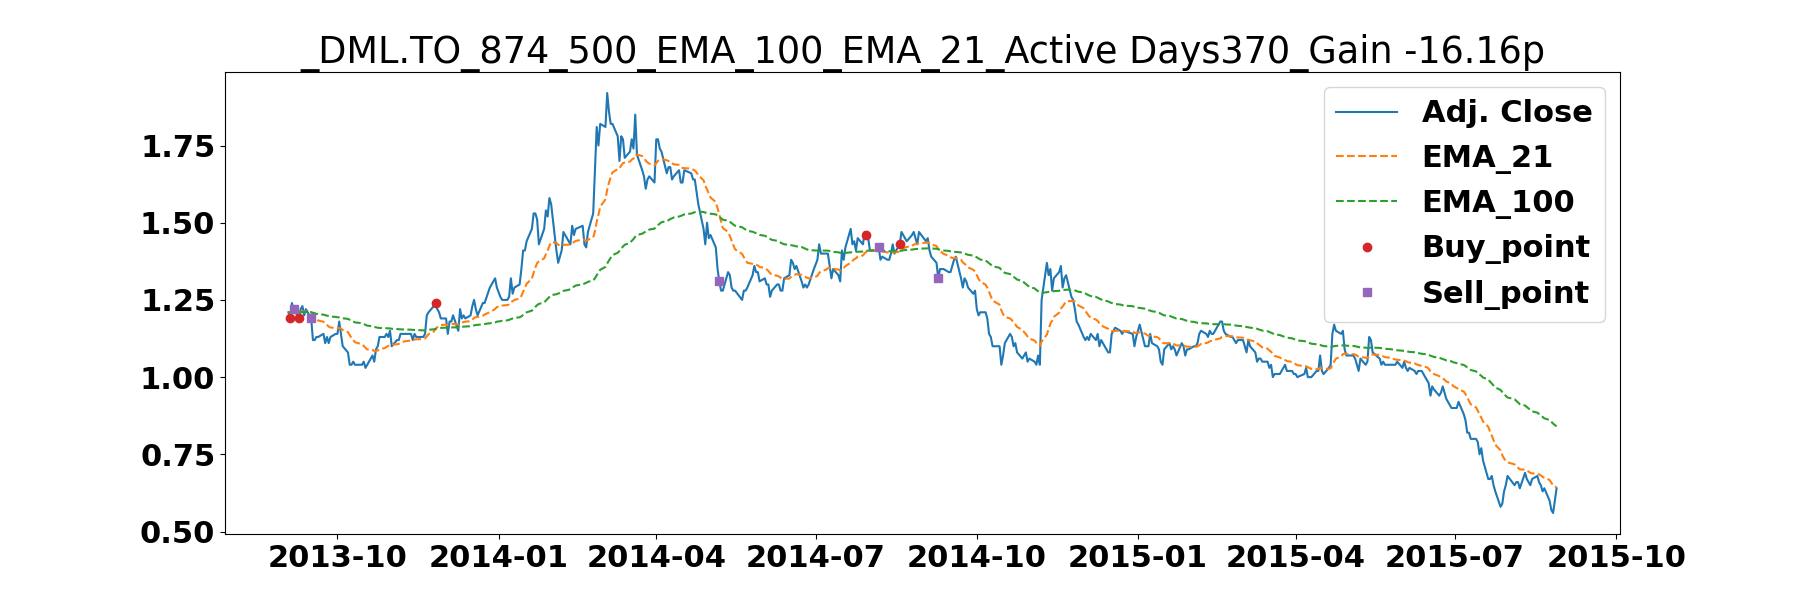 _DML.TO_874_500_EMA_100_EMA_21_Active Days370_Gain -16.16p
Adj. Close
EMA_21
EMA_100
Buy_point
Sell_point
1.75
1.50
1.25
1.00
0.75
0.50
2013-10 2014-01 2014-04 2014-07 2014-10 2015-01 2015-04 2015-07 2015-10